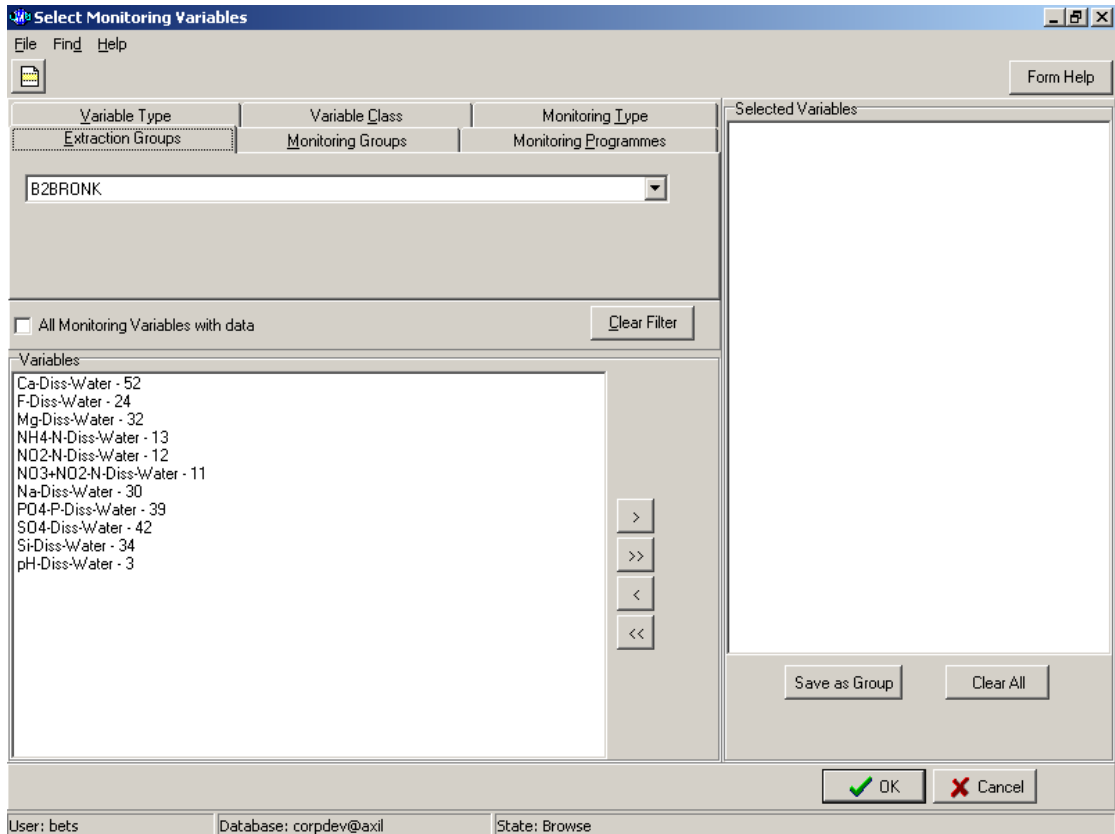 Select Monitoring Variables
File Find Help
Form Help
Variable Type Variable Class Monitoring Type
Extraction Groups Monitoring Groups Monitoring Programmes
B2BRONK
All Monitoring Variables with data
Clear Filter
Variables
Ca-Diss-Water - 52
F-Diss-Water - 24
Mg-Diss-Water - 32
NH4-N-Diss-Water - 13
NO2-N-Diss-Water - 12
NO3+NO2-N-Diss-Water - 11
Na-Diss-Water - 30
PO4-P-Diss-Water - 39
SO4-Diss-Water - 42
Si-Diss-Water - 34
pH-Diss-Water - 3
>
>>
<
<<
Selected Variables
Save as Group Clear All
OK Cancel
User: bets Database: corpdev@axil State: Browse